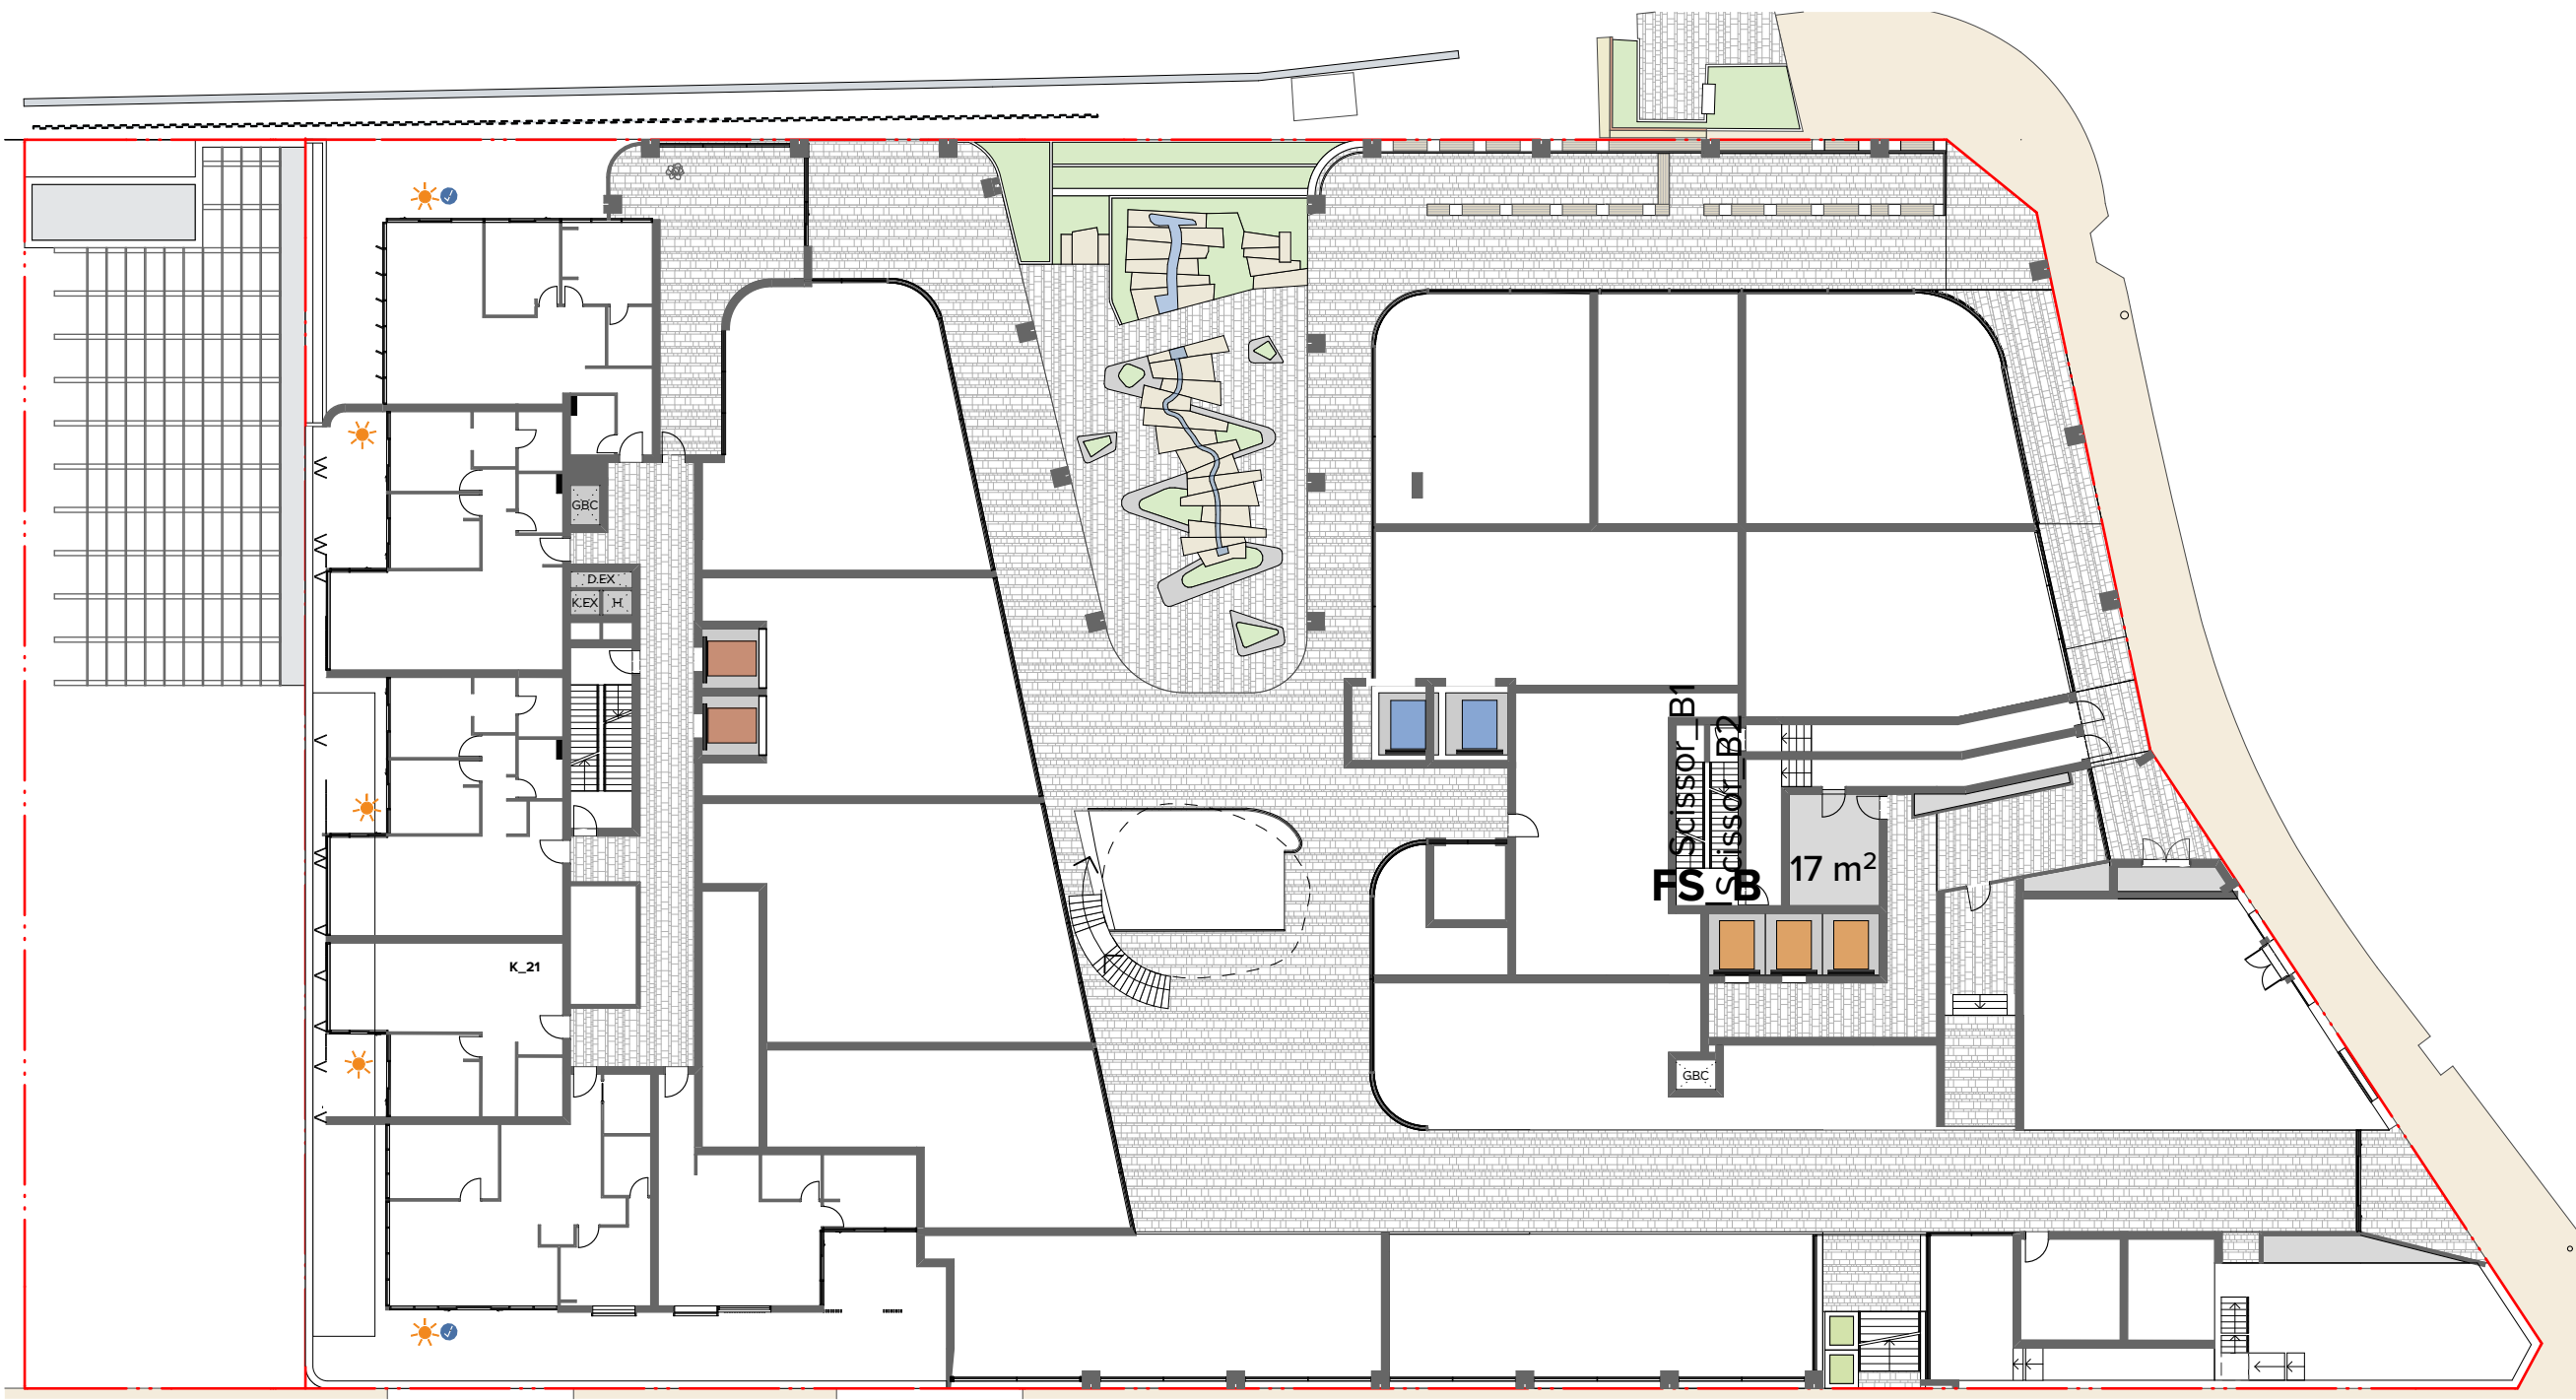 GBC
D.EX
K.EX H.
Scissor_B1
Scissor_B2
17 m²
FS_B
K_21
GBC